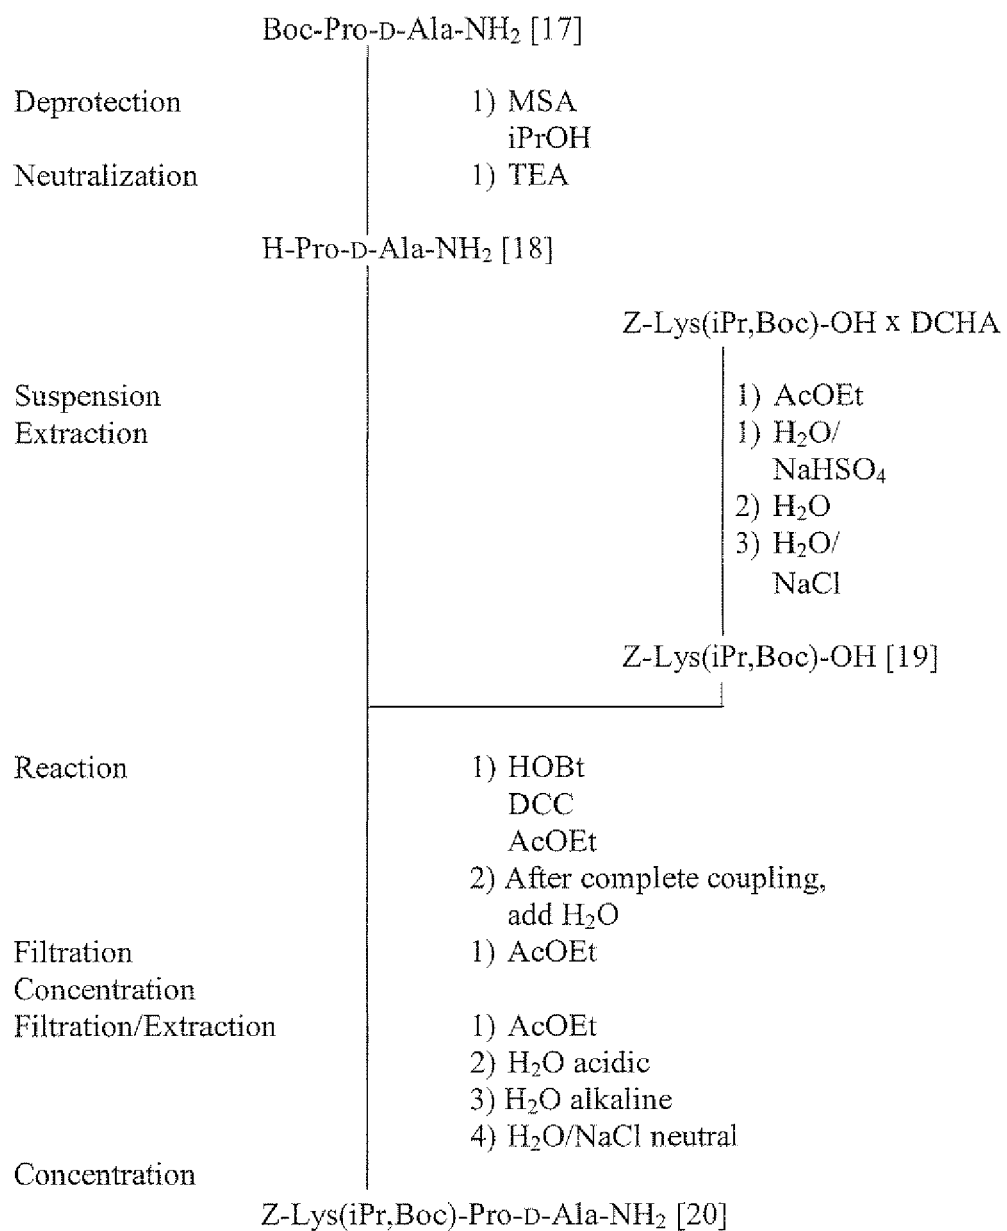 Boc-Pro-D-Ala-NH₂ [17]
Deprotection 1) MSA
iPrOH
Neutralization 1) TEA
H-Pro-D-Ala-NH₂ [18]
Z-Lys(iPr,Boc)-OH x DCHA
Suspension 1) AcOEt
Extraction 1) H₂O/
NaHSO₄
2) H₂O
3) H₂O/
NaCl
Z-Lys(iPr,Boc)-OH [19]
Reaction 1) HOBt
DCC
AcOEt
2) After complete coupling,
add H₂O
Filtration 1) AcOEt
Concentration
Filtration/Extraction 1) AcOEt
2) H₂O acidic
3) H₂O alkaline
4) H₂O/NaCl neutral
Concentration
Z-Lys(iPr,Boc)-Pro-D-Ala-NH₂ [20]